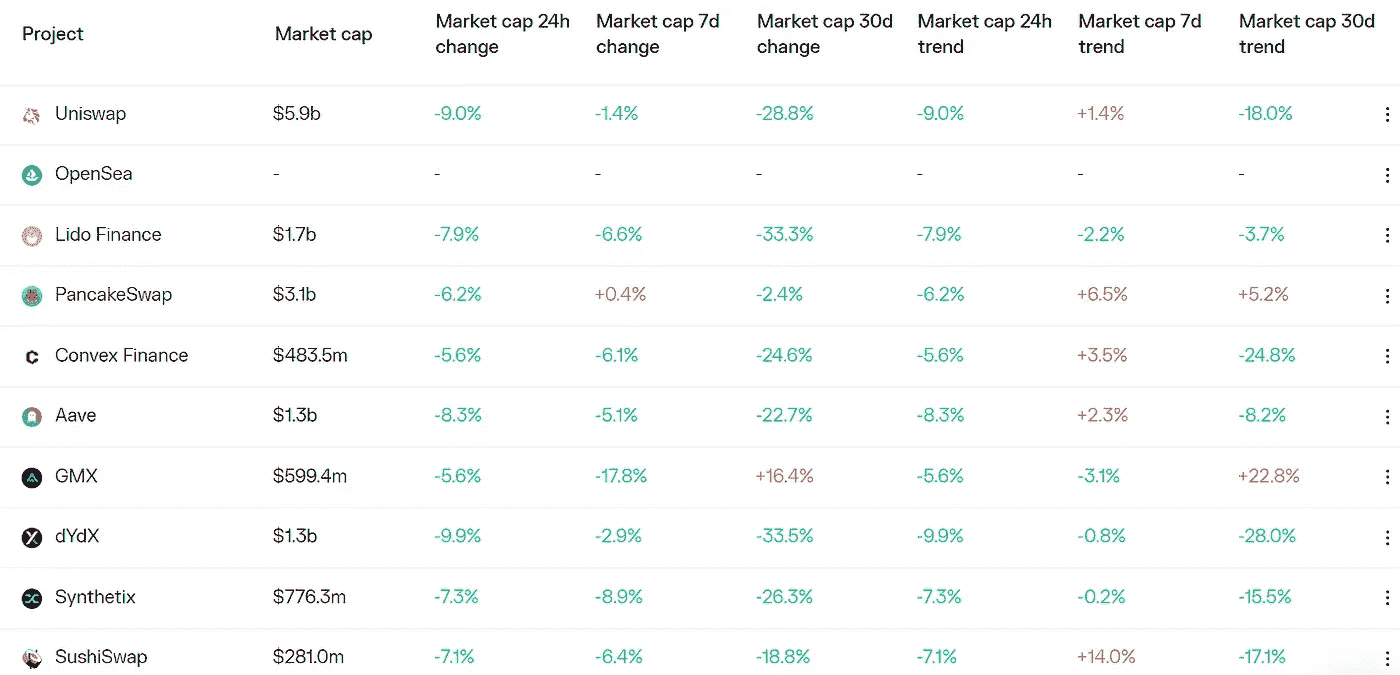 Project Market cap Market cap 24h change Market cap 7d change Market cap 30d change Market cap 24h trend Market cap 7d trend Market cap 30d trend
Uniswap $5.9b -9.0% -1.4% -28.8% -9.0% +1.4% -18.0%
OpenSea - - - - - - -
Lido Finance $1.7b -7.9% -6.6% -33.3% -7.9% -2.2% -3.7%
PancakeSwap $3.1b -6.2% +0.4% -2.4% -6.2% +6.5% +5.2%
Convex Finance $483.5m -5.6% -6.1% -24.6% -5.6% +3.5% -24.8%
Aave $1.3b -8.3% -5.1% -22.7% -8.3% +2.3% -8.2%
GMX $599.4m -5.6% -17.8% +16.4% -5.6% -3.1% +22.8%
dYdX $1.3b -9.9% -2.9% -33.5% -9.9% -0.8% -28.0%
Synthetix $776.3m -7.3% -8.9% -26.3% -7.3% -0.2% -15.5%
SushiSwap $281.0m -7.1% -6.4% -18.8% -7.1% +14.0% -17.1%